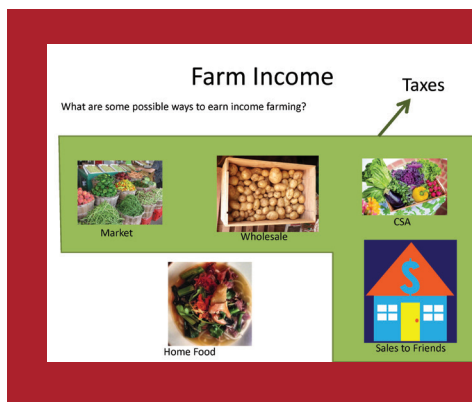 Farm Income
Taxes
What are some possible ways to earn income farming?
Market
Wholesale
CSA
$
Home Food
Sales to Friends